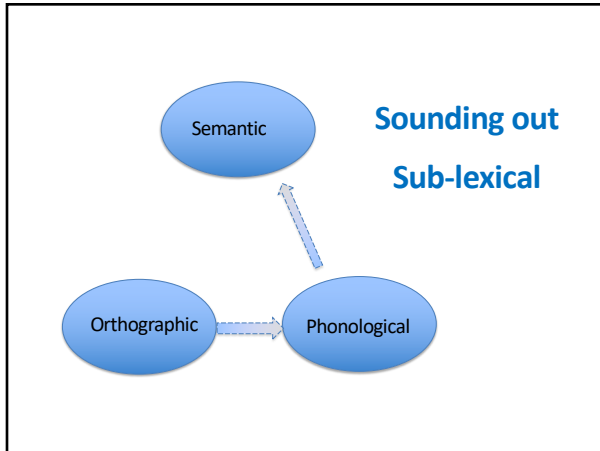 Semantic
Sounding out
Sub-lexical
Orthographic
Phonological